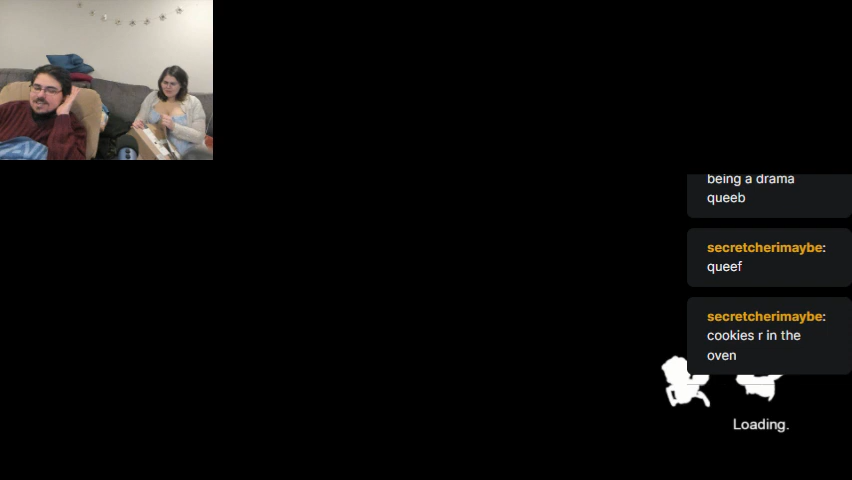 being a drama
queeb
secretcherimaybe:
queef
secretcherimaybe:
cookies r in the
oven
Loading.